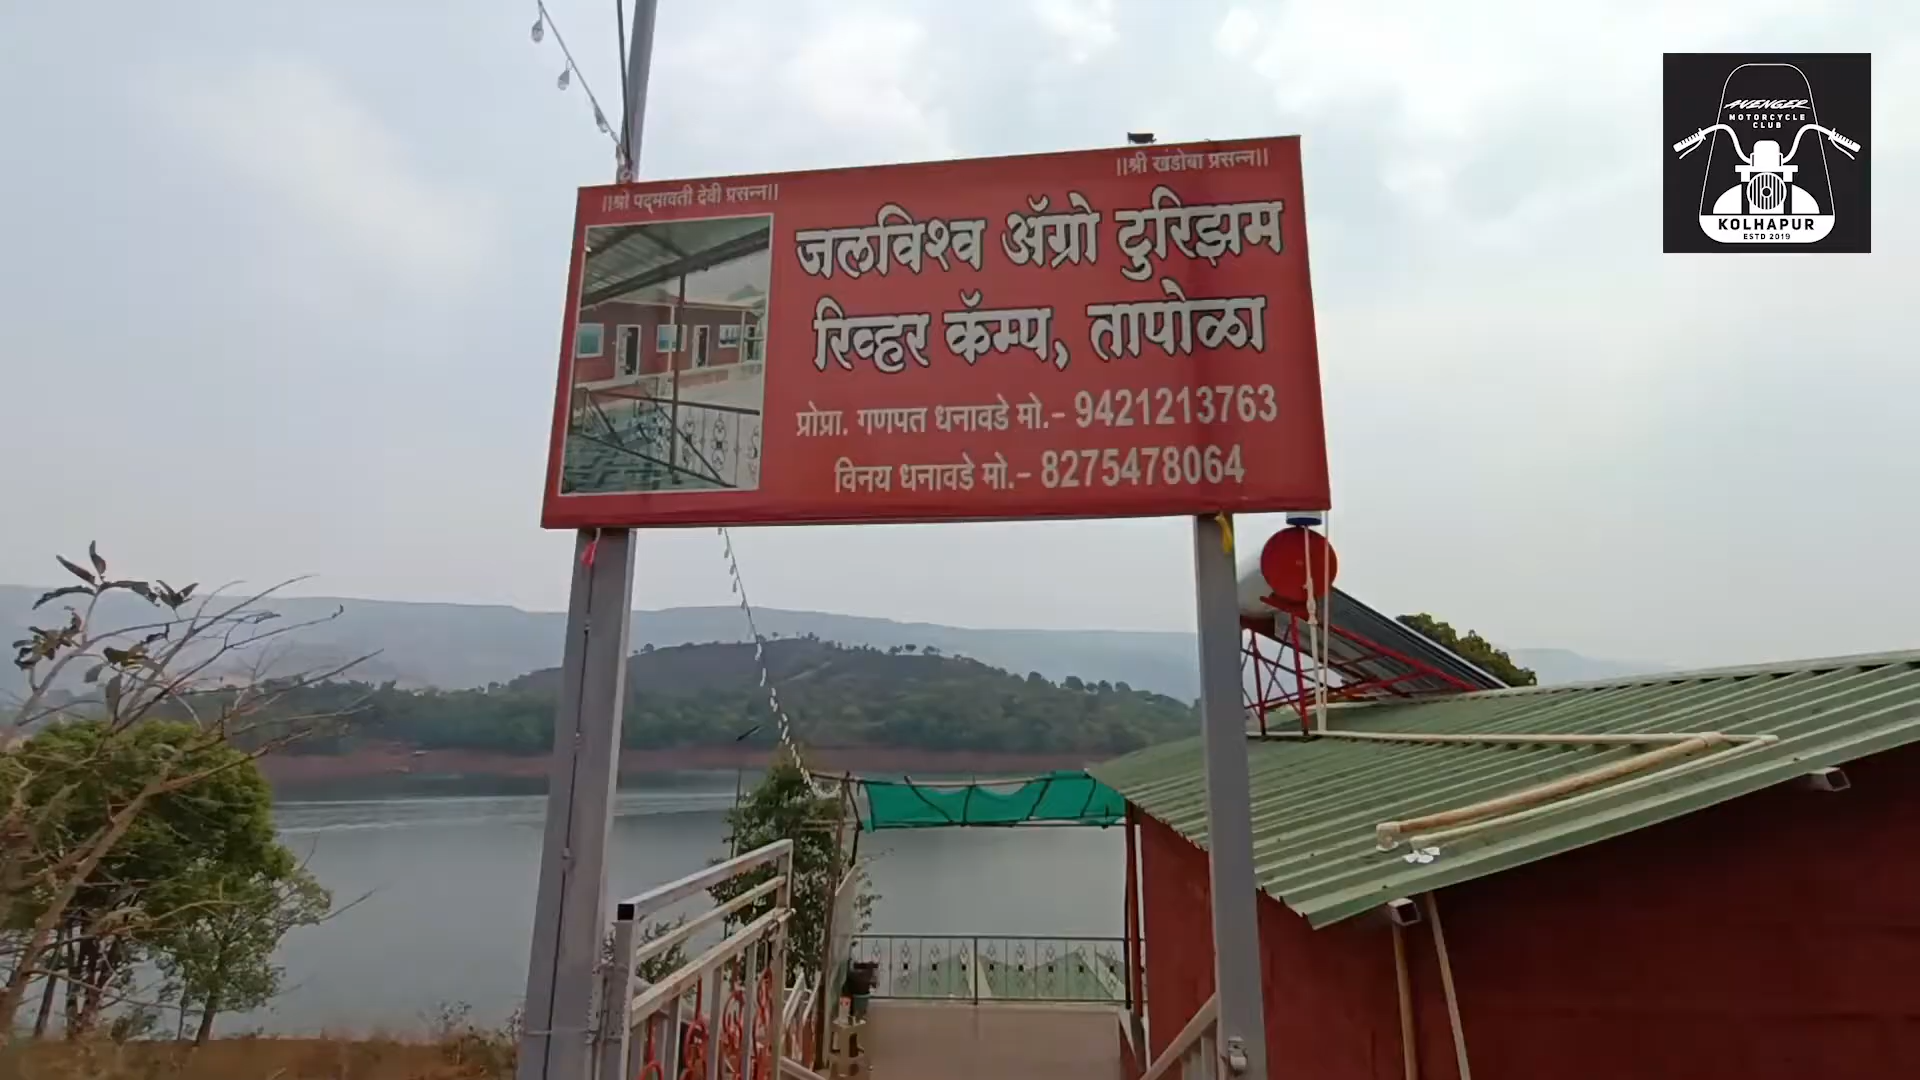 ||श्री पद्मावती देवी प्रसन्न||
||श्री खंडोबा प्रसन्न||
जलविश्व ॲग्रो टुरिझम
रिव्हर कॅम्प, तापोळा
प्रोप्रा. गणपत धनावडे मो.- 9421213763
विनय धनावडे मो.- 8275478064
AVENGER
MOTORCYCLE
CLUB
KOLHAPUR
ESTD 2019